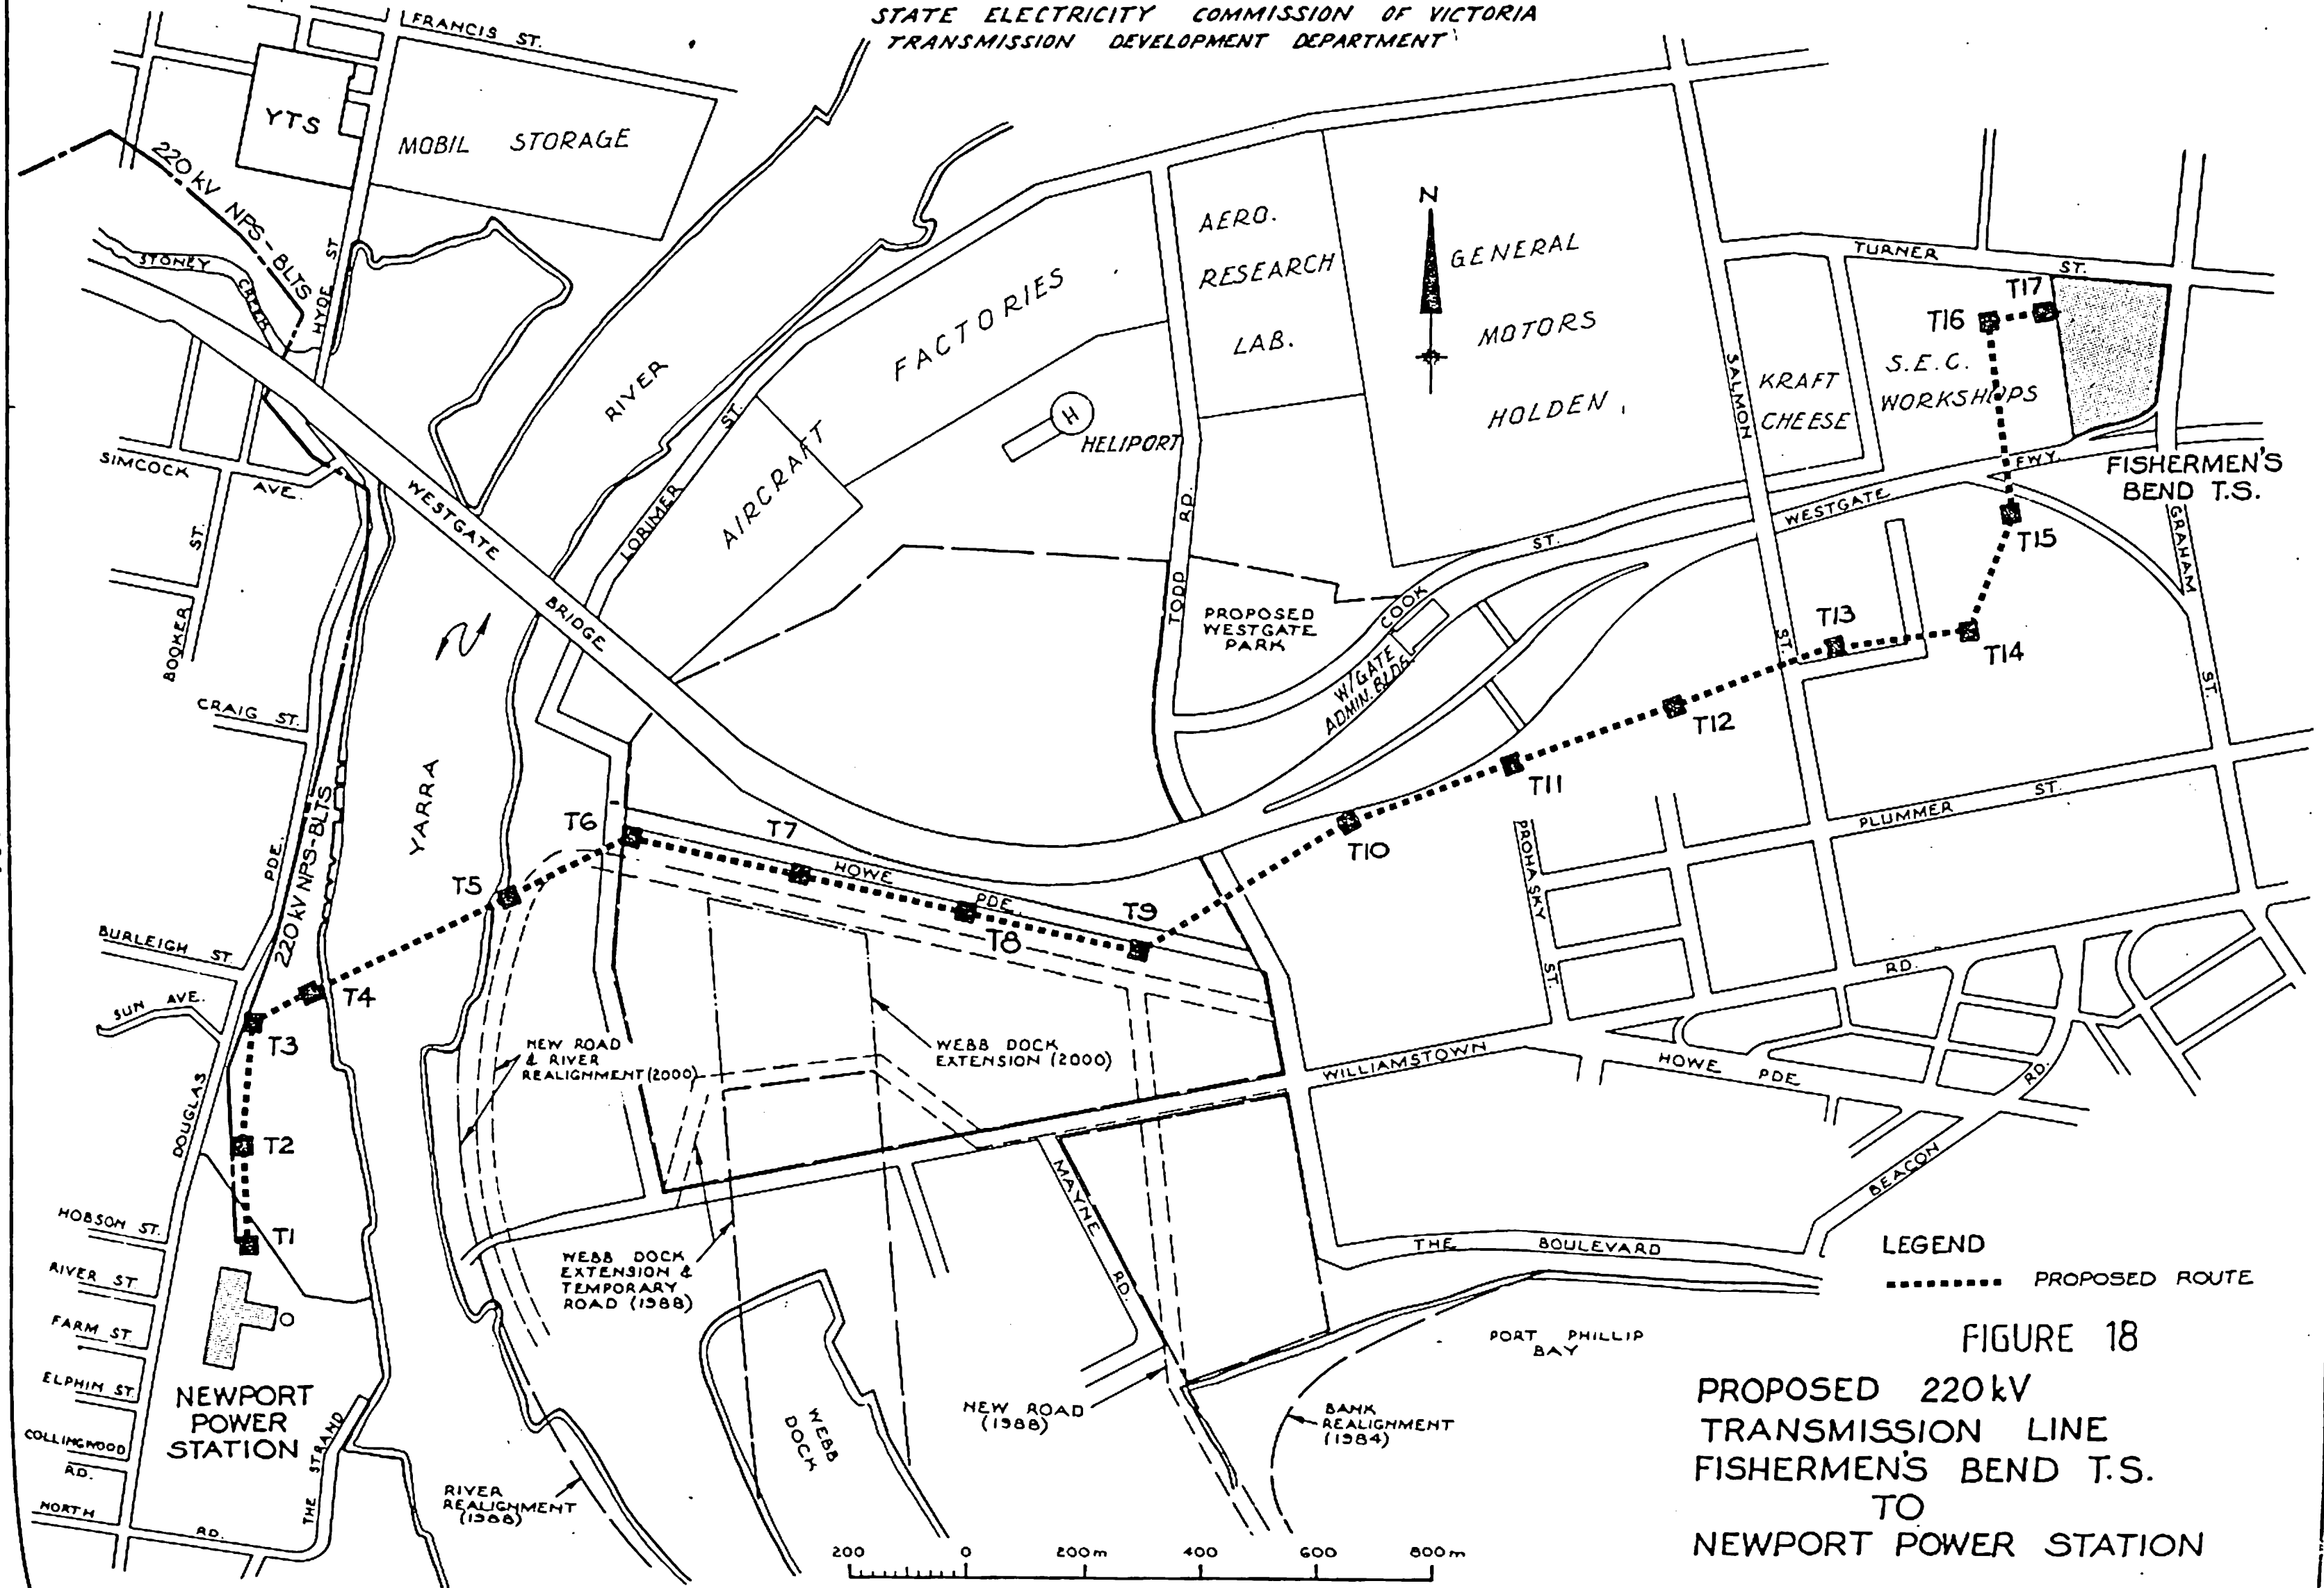 STATE ELECTRICITY COMMISSION OF VICTORIA
TRANSMISSION DEVELOPMENT DEPARTMENT
FRANCIS ST.
YTS
MOBIL STORAGE
220 kV NPS-BLTS
HYDE ST
STONEY CREEK
SIMCOCK AVE.
BOOKER ST.
CRAIG ST.
WESTGATE BRIDGE
RIVER
YARRA
LORIMER ST.
AIRCRAFT FACTORIES
H
HELIPORT
AERO.
RESEARCH
LAB.
N
GENERAL
MOTORS
HOLDEN
TODD RD.
PROPOSED
WESTGATE
PARK
COOK ST.
W/GATE
ADMIN. BLDG.
SALMON ST.
KRAFT
CHEESE
TURNER ST.
S.E.C.
WORKSHOPS
T17
T16
WESTGATE FWY.
FISHERMEN'S
BEND T.S.
GRAHAM ST.
T15
T14
T13
T12
T11
T10
T9
T8
T7
T6
T5
T4
T3
T2
T1
HOWE PDE.
PLUMMER ST.
PROHASKY ST.
WILLIAMSTOWN RD.
HOWE PDE
BEACON RD.
THE BOULEVARD
PORT PHILLIP
BAY
220 kV NPS-BLTS
DOUGLAS PDE.
BURLEIGH ST.
SUN AVE.
HOBSON ST.
RIVER ST
FARM ST.
ELPHIN ST.
COLLINGWOOD
RD.
NORTH RD.
THE STRAND
NEWPORT
POWER
STATION
NEW ROAD
& RIVER
REALIGNMENT (2000)
WEBB DOCK
EXTENSION (2000)
WEBB DOCK
EXTENSION &
TEMPORARY
ROAD (1988)
WEBB
DOCK
MAYNE RD.
NEW ROAD
(1988)
BANK
REALIGNMENT
(1984)
RIVER
REALIGNMENT
(1988)
200 0 200m 400 600 800m
LEGEND
PROPOSED ROUTE
FIGURE 18
PROPOSED 220kV
TRANSMISSION LINE
FISHERMEN'S BEND T.S.
TO
NEWPORT POWER STATION